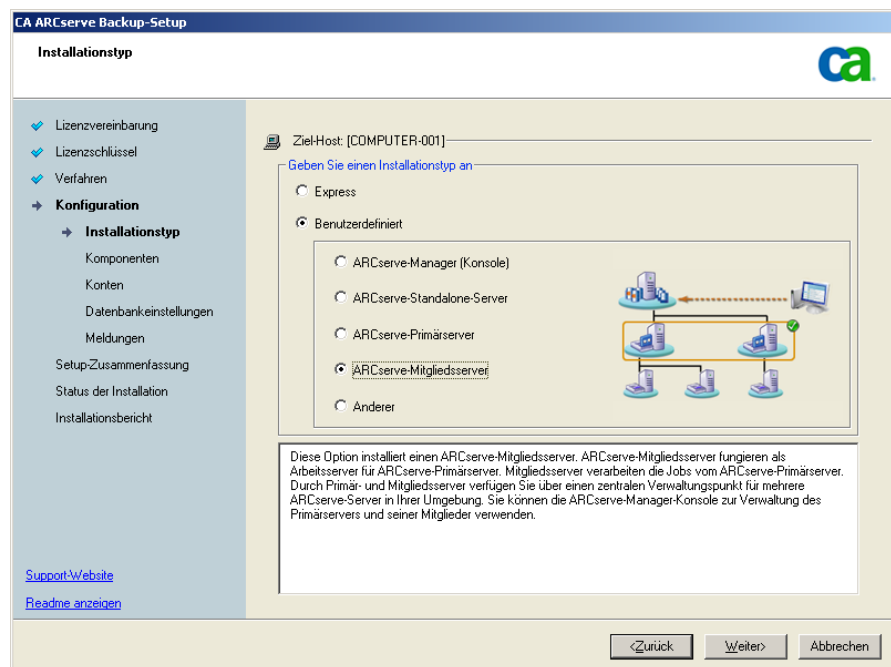 CA ARCserve Backup-Setup
Installationstyp
ca
Lizenzvereinbarung
Lizenzschlüssel
Verfahren
Konfiguration
Installationstyp
Komponenten
Konten
Datenbankeinstellungen
Meldungen
Setup-Zusammenfassung
Status der Installation
Installationsbericht
Support-Website
Readme anzeigen
Ziel-Host: [COMPUTER-001]
Geben Sie einen Installationstyp an
Express
Benutzerdefiniert
ARCserve-Manager (Konsole)
ARCserve-Standalone-Server
ARCserve-Primärserver
ARCserve-Mitgliedsserver
Anderer
Diese Option installiert einen ARCserve-Mitgliedsserver. ARCserve-Mitgliedsserver fungieren als
Arbeitsserver für ARCserve-Primärserver. Mitgliedsserver verarbeiten die Jobs vom ARCserve-Primärserver.
Durch Primär- und Mitgliedsserver verfügen Sie über einen zentralen Verwaltungspunkt für mehrere
ARCserve-Server in Ihrer Umgebung. Sie können die ARCserve-Manager-Konsole zur Verwaltung des
Primärservers und seiner Mitglieder verwenden.
<Zurück
Weiter>
Abbrechen